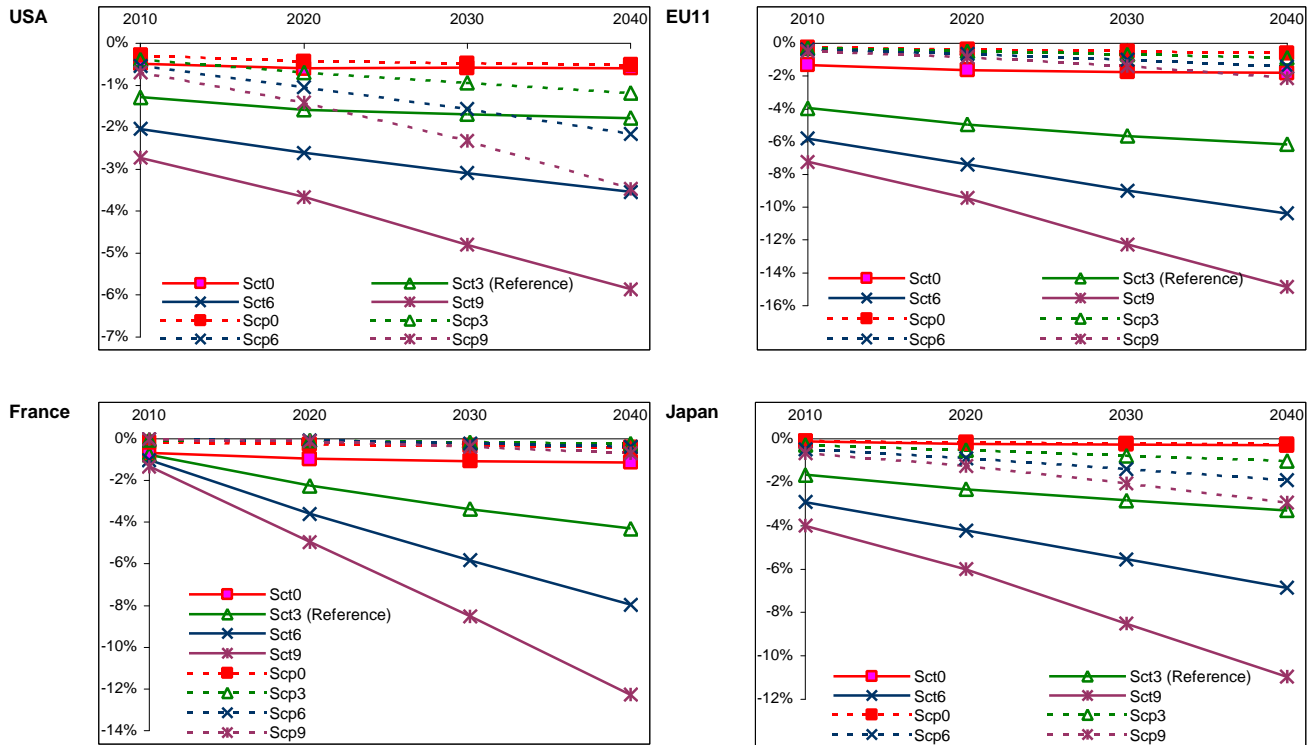 USA
2010 2020 2030 2040
0%
-1%
-2%
-3%
-4%
-5%
-6%
-7%
Sct0 Sct3 (Reference)
Sct6 Sct9
Scp0 Scp3
Scp6 Scp9
EU11
2010 2020 2030 2040
0%
-2%
-4%
-6%
-8%
-10%
-12%
-14%
-16%
Sct0 Sct3 (Reference)
Sct6 Sct9
Scp0 Scp3
Scp6 Scp9
France
2010 2020 2030 2040
0%
-2%
-4%
-6%
-8%
-10%
-12%
-14%
Sct0
Sct3 (Reference)
Sct6
Sct9
Scp0
Scp3
Scp6
Scp9
Japan
2010 2020 2030 2040
0%
-2%
-4%
-6%
-8%
-10%
-12%
Sct0 Sct3 (Reference)
Sct6 Sct9
Scp0 Scp3
Scp6 Scp9